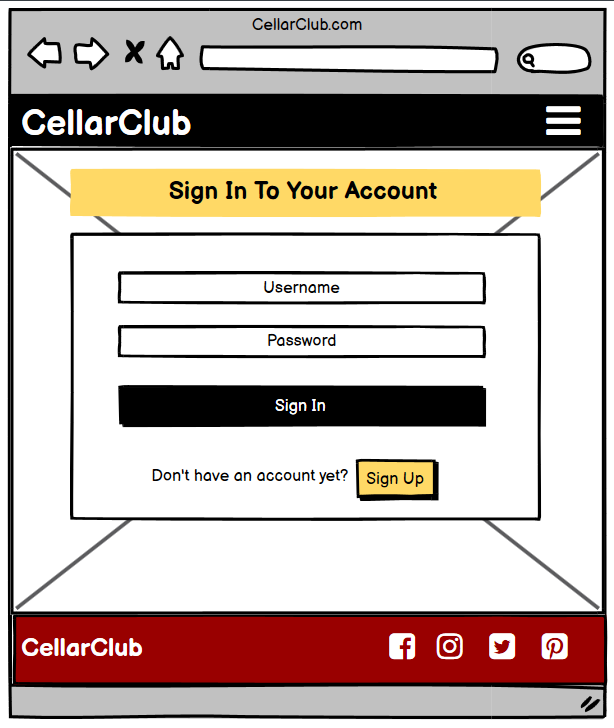 CellarClub.com
CellarClub
Sign In To Your Account
Username
Password
Sign In
Don't have an account yet? Sign Up
CellarClub